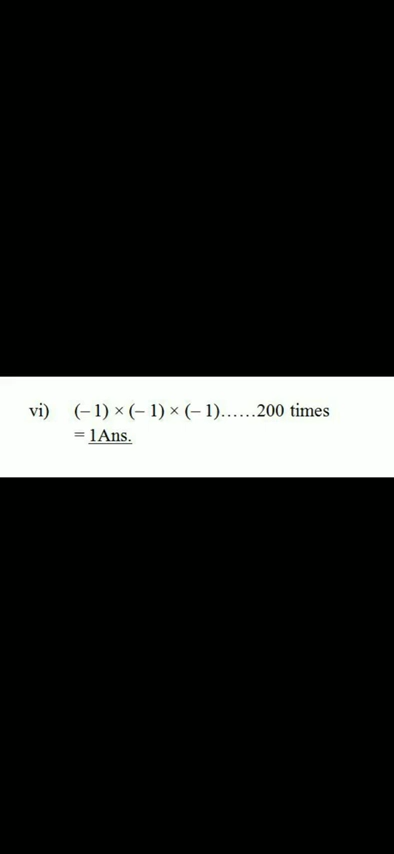 vi) (– 1) × (– 1) × (– 1)……200 times
= 1Ans.